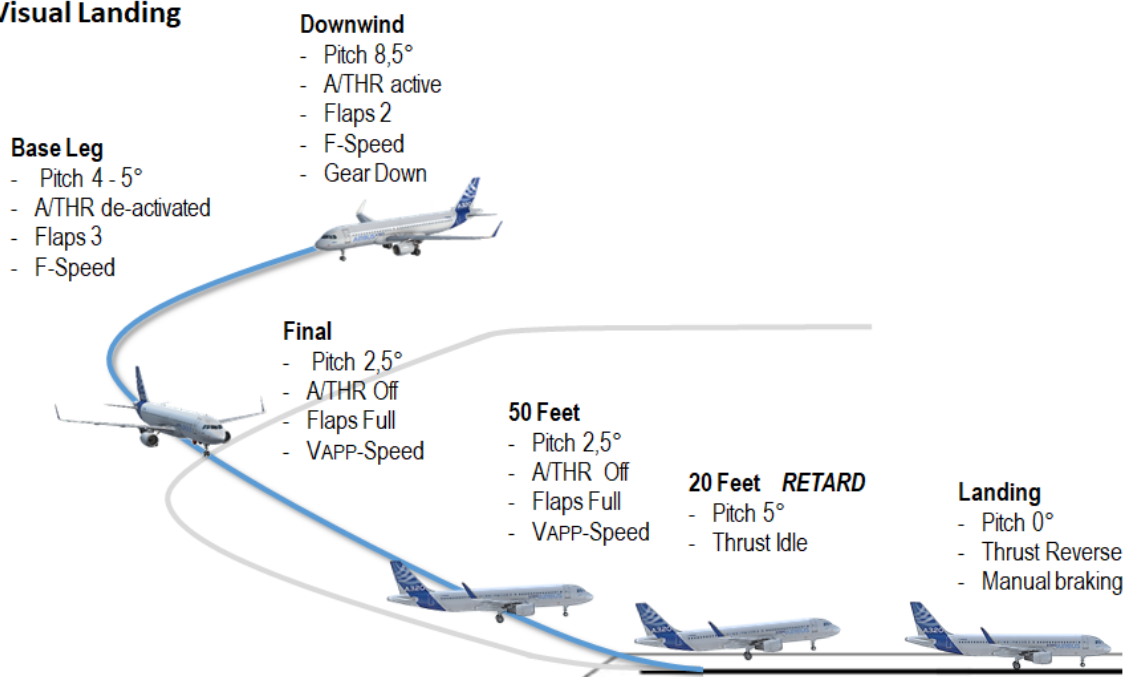 Visual Landing
Downwind
- Pitch 8,5°
- A/THR active
- Flaps 2
- F-Speed
- Gear Down
Base Leg
- Pitch 4 - 5°
- A/THR de-activated
- Flaps 3
- F-Speed
Final
- Pitch 2,5°
- A/THR Off
- Flaps Full
- VAPP-Speed
50 Feet
- Pitch 2,5°
- A/THR Off
- Flaps Full
- VAPP-Speed
20 Feet RETARD
- Pitch 5°
- Thrust Idle
Landing
- Pitch 0°
- Thrust Reverse
- Manual braking
A320
A320
A320